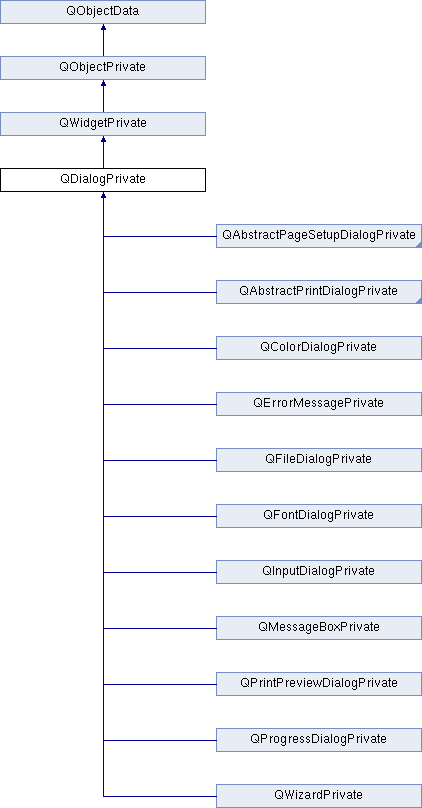 QObjectData
QObjectPrivate
QWidgetPrivate
QDialogPrivate
QAbstractPageSetupDialogPrivate
QAbstractPrintDialogPrivate
QColorDialogPrivate
QErrorMessagePrivate
QFileDialogPrivate
QFontDialogPrivate
QInputDialogPrivate
QMessageBoxPrivate
QPrintPreviewDialogPrivate
QProgressDialogPrivate
QWizardPrivate